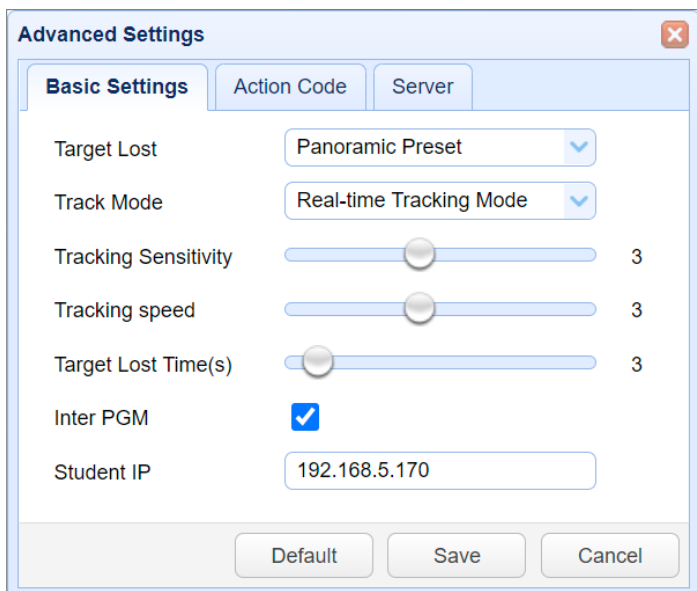 Advanced Settings
Basic Settings Action Code Server
Target Lost Panoramic Preset
Track Mode Real-time Tracking Mode
Tracking Sensitivity 3
Tracking speed 3
Target Lost Time(s) 3
Inter PGM
Student IP 192.168.5.170
Default Save Cancel